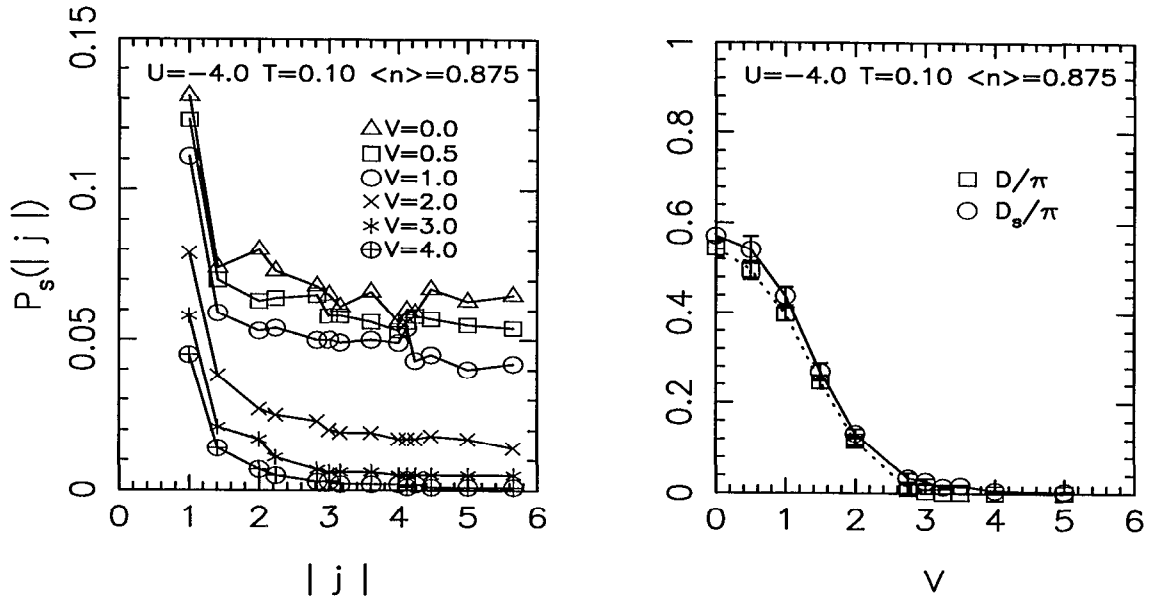 U=−4.0 T=0.10 <n>=0.875
V=0.0
V=0.5
V=1.0
V=2.0
V=3.0
V=4.0
0.15
0.1
0.05
0
P_s(| j |)
0 1 2 3 4 5 6
| j |
U=−4.0 T=0.10 <n>=0.875
D/π
D_s/π
1
0.8
0.6
0.4
0.2
0
0 1 2 3 4 5 6
V